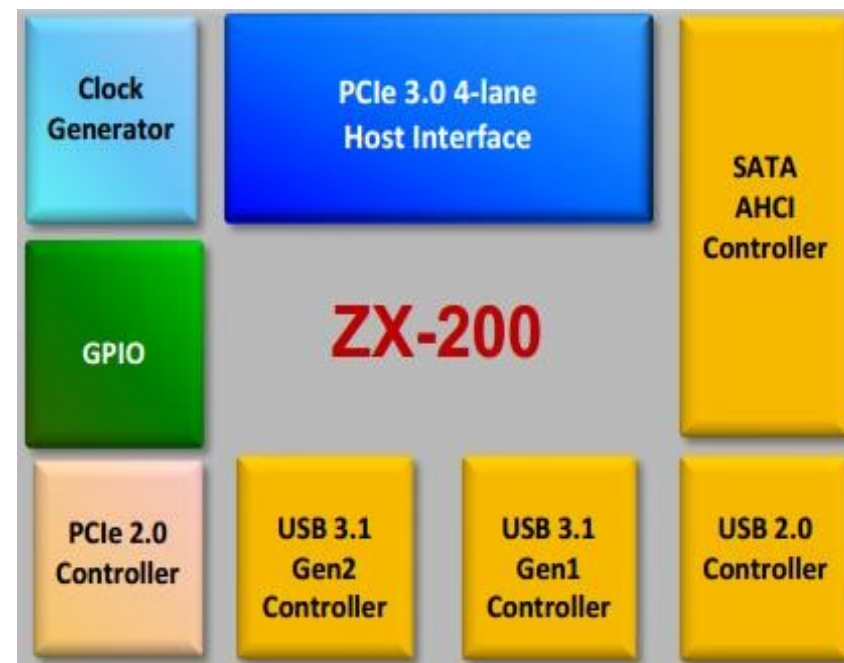 Clock
Generator
PCIe 3.0 4-lane
Host Interface
SATA
AHCI
Controller
GPIO
ZX-200
PCIe 2.0
Controller
USB 3.1
Gen2
Controller
USB 3.1
Gen1
Controller
USB 2.0
Controller